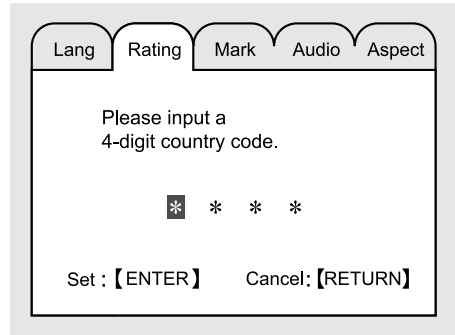 Lang Rating Mark Audio Aspect
Please input a
4-digit country code.
* * * *
Set :【ENTER】 Cancel:【RETURN】